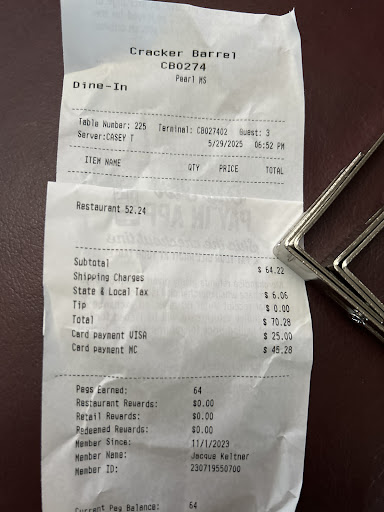 Cracker Barrel
CB0274
Pearl MS
Dine-In
Table Number: 225 Terminal: CB027402 Guest: 3
Server:CASEY T 5/29/2025 06:52 PM
ITEM NAME QTY PRICE TOTAL
Restaurant 52.24
Subtotal $ 64.22
Shipping Charges
State & Local Tax $ 6.06
Tip $ 0.00
Total $ 70.28
Card payment VISA $ 25.00
Card payment MC $ 45.28
Pegs Earned: 64
Restaurant Rewards: $0.00
Retail Rewards: $0.00
Redeemed Rewards: $0.00
Member Since: 11/1/2023
Member Name: Jacque Keltner
Member ID: 230719550700
Current Peg Balance: 64